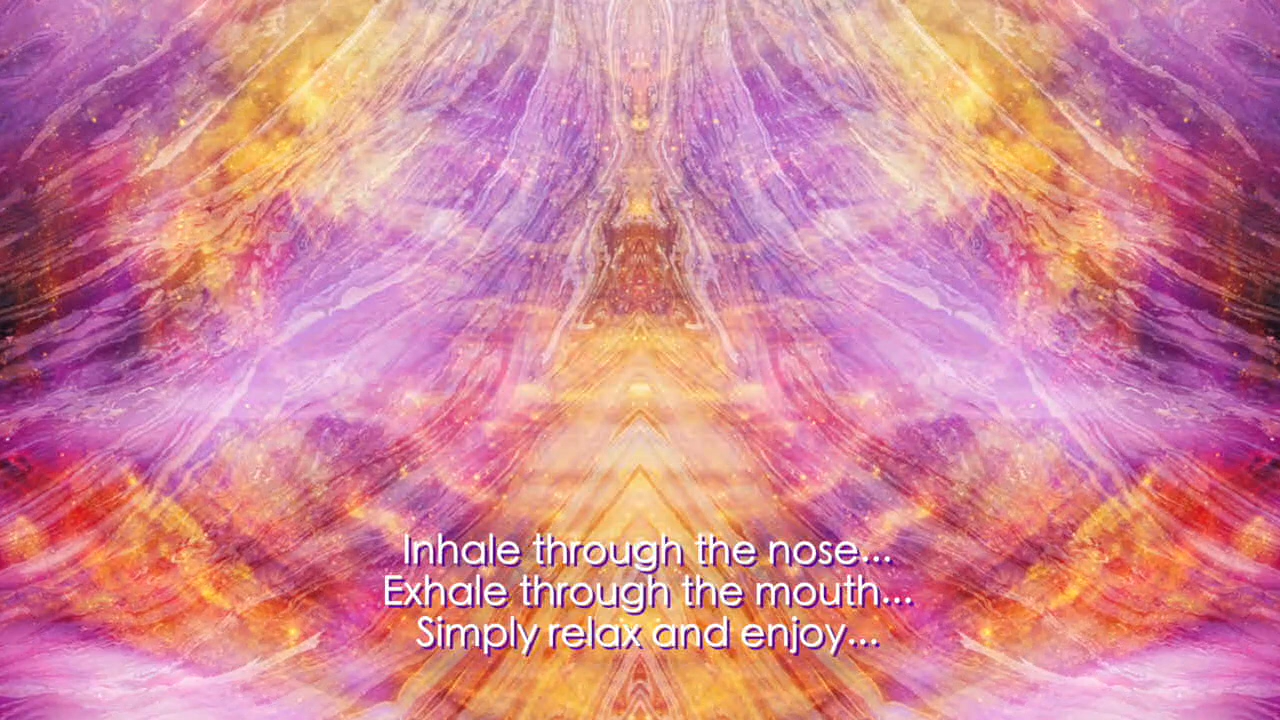 Inhale through the nose...
Exhale through the mouth...
Simply relax and enjoy...